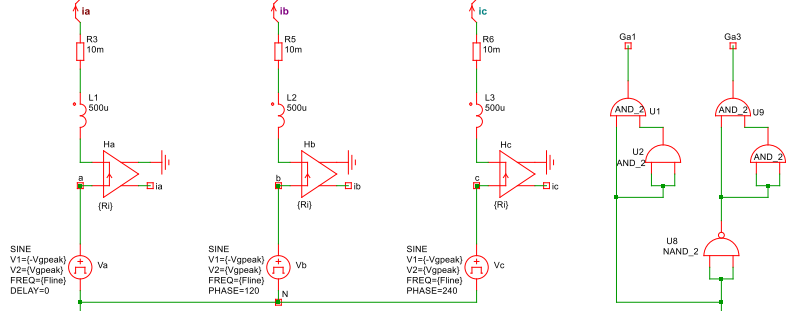 ia
ib
ic
R3
10m
R5
10m
R6
10m
Ga1
Ga3
L1
500u
L2
500u
L3
500u
AND_2
U1
AND_2
U9
Ha
Hb
Hc
U2
AND_2
AND_2
a
ia
b
ib
c
ic
{Ri}
{Ri}
{Ri}
U8
NAND_2
SINE
V1={-Vgpeak}
V2={Vgpeak}
FREQ={Fline}
DELAY=0
Va
SINE
V1={-Vgpeak}
V2={Vgpeak}
FREQ={Fline}
PHASE=120
Vb
SINE
V1={-Vgpeak}
V2={Vgpeak}
FREQ={Fline}
PHASE=240
Vc
N